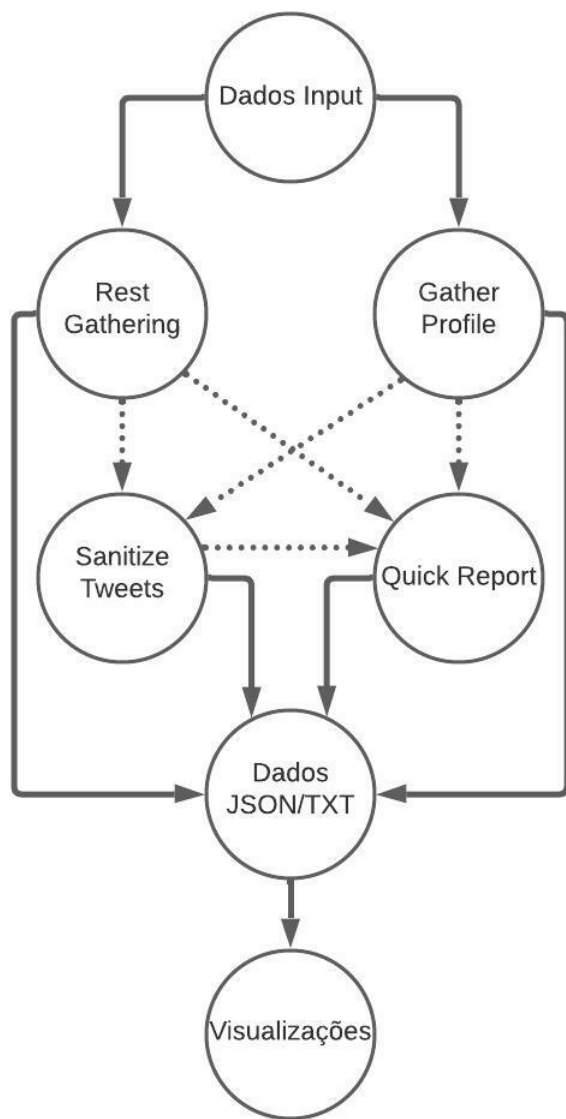 Dados Input
Rest
Gathering
Gather
Profile
Sanitize
Tweets
Quick Report
Dados
JSON/TXT
Visualizações